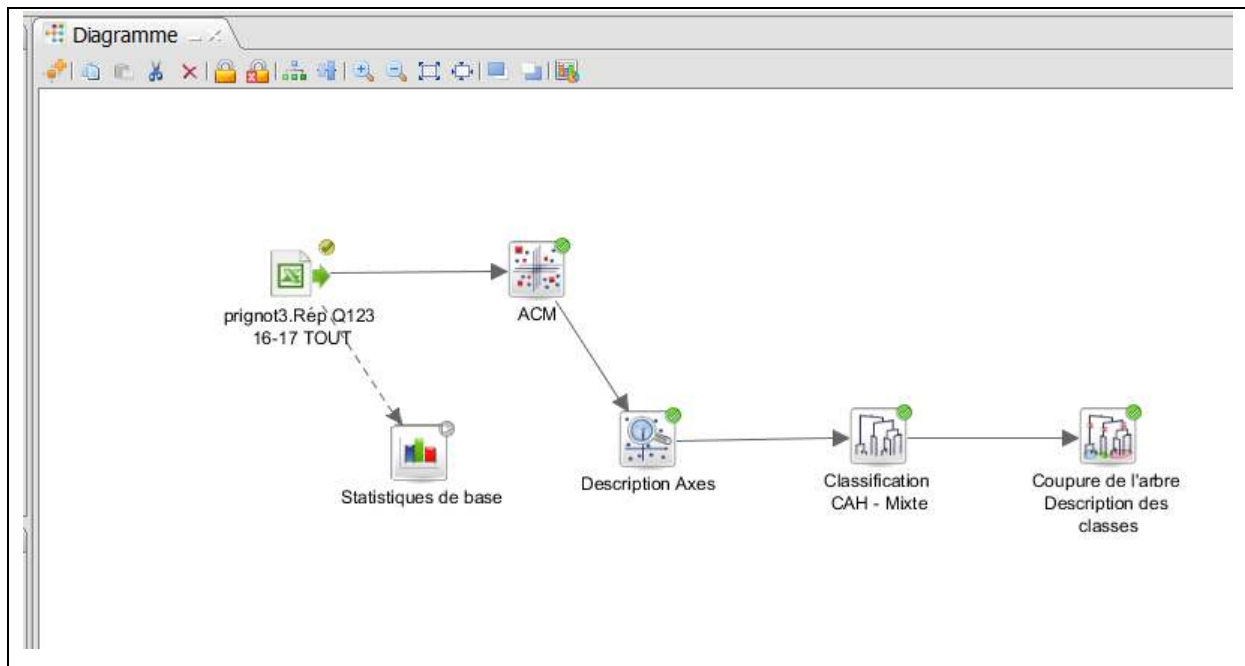 Diagramme
prignot3.Rép Q123
16-17 TOUT
ACM
Statistiques de base
Description Axes
Classification
CAH - Mixte
Coupure de l'arbre
Description des
classes